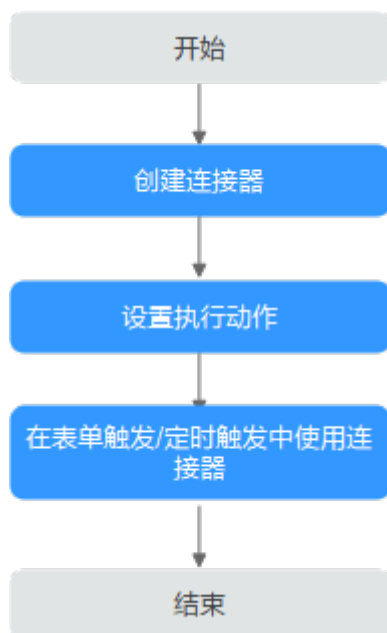 开始
创建连接器
设置执行动作
在表单触发/定时触发中使用连
接器
结束